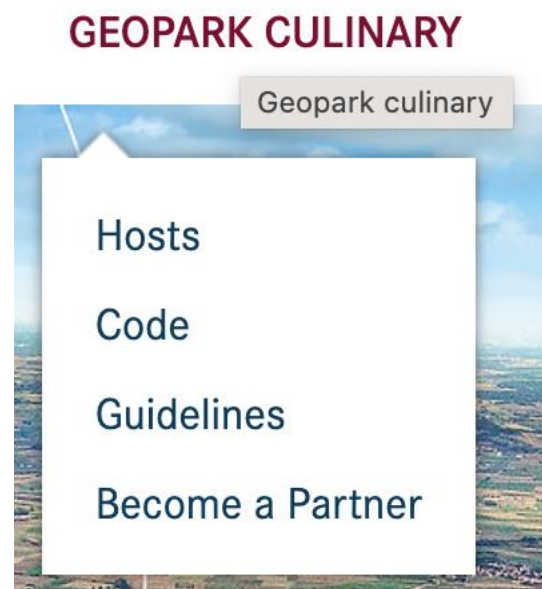 GEOPARK CULINARY
Geopark culinary
Hosts
Code
Guidelines
Become a Partner